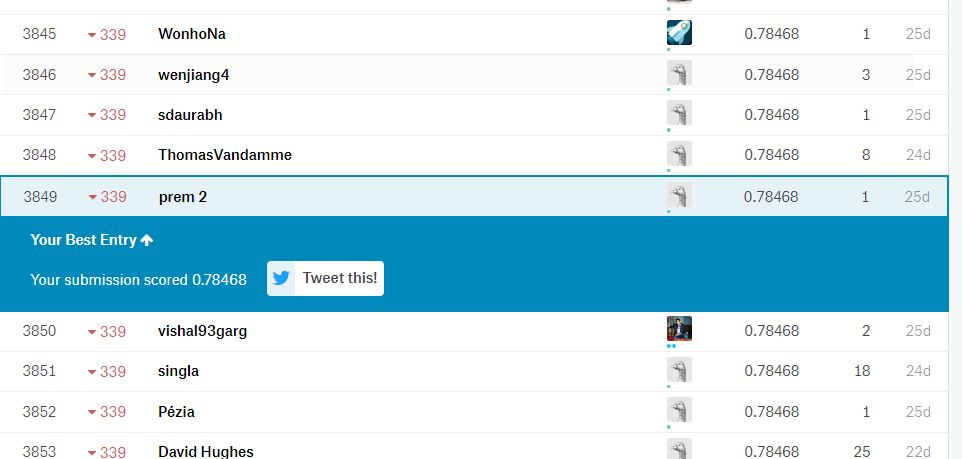 3845 339 WonhoNa 0.78468 1 25d
3846 339 wenjiang4 0.78468 3 25d
3847 339 sdaurabh 0.78468 1 25d
3848 339 ThomasVandamme 0.78468 8 24d
3849 339 prem 2 0.78468 1 25d
Your Best Entry
Your submission scored 0.78468 Tweet this!
3850 339 vishal93garg 0.78468 2 25d
3851 339 singla 0.78468 18 24d
3852 339 Pézia 0.78468 1 25d
3853 339 David Hughes 0.78468 25 22d